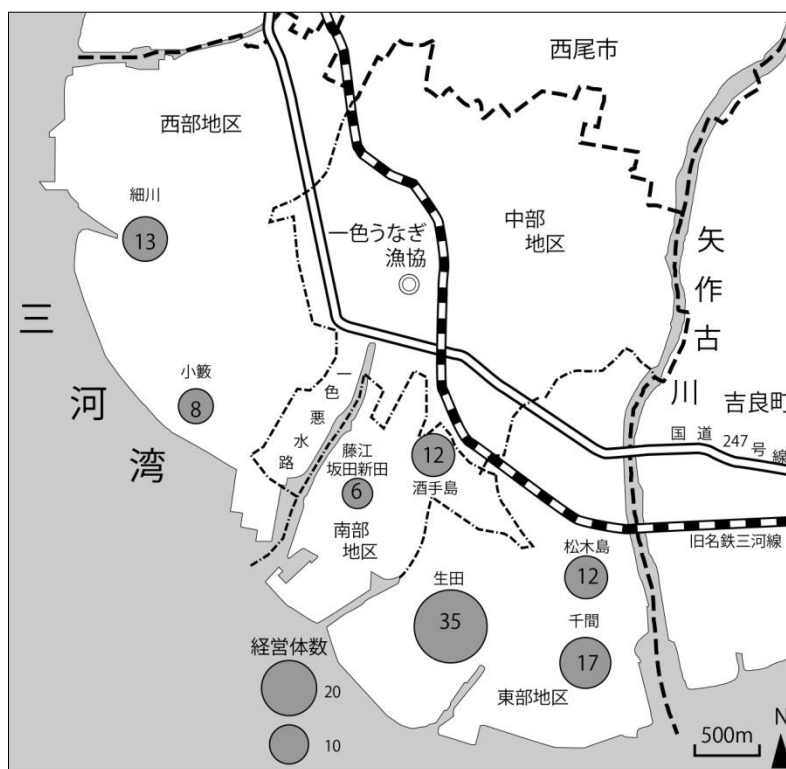 西尾市
西部地区
細川
13
一色うなぎ
漁協
中部
地区
矢作古川
三河湾
小籔
8
一色悪水路
吉良町
国道247号線
藤江
坂田新田
6
12
酒手島
南部
地区
旧名鉄三河線
松木島
12
生田
35
千間
17
東部地区
経営体数
20
10
500m
N